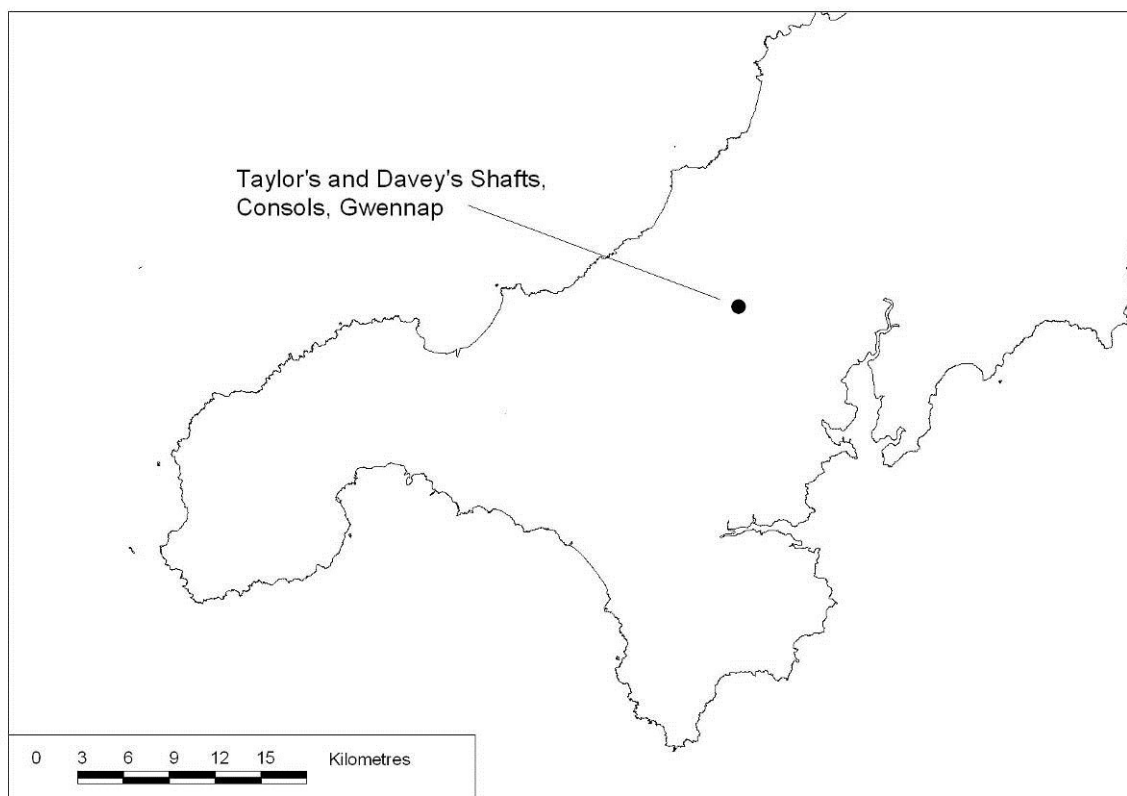 Taylor's and Davey's Shafts,
Consols, Gwennap
0 3 6 9 12 15 Kilometres